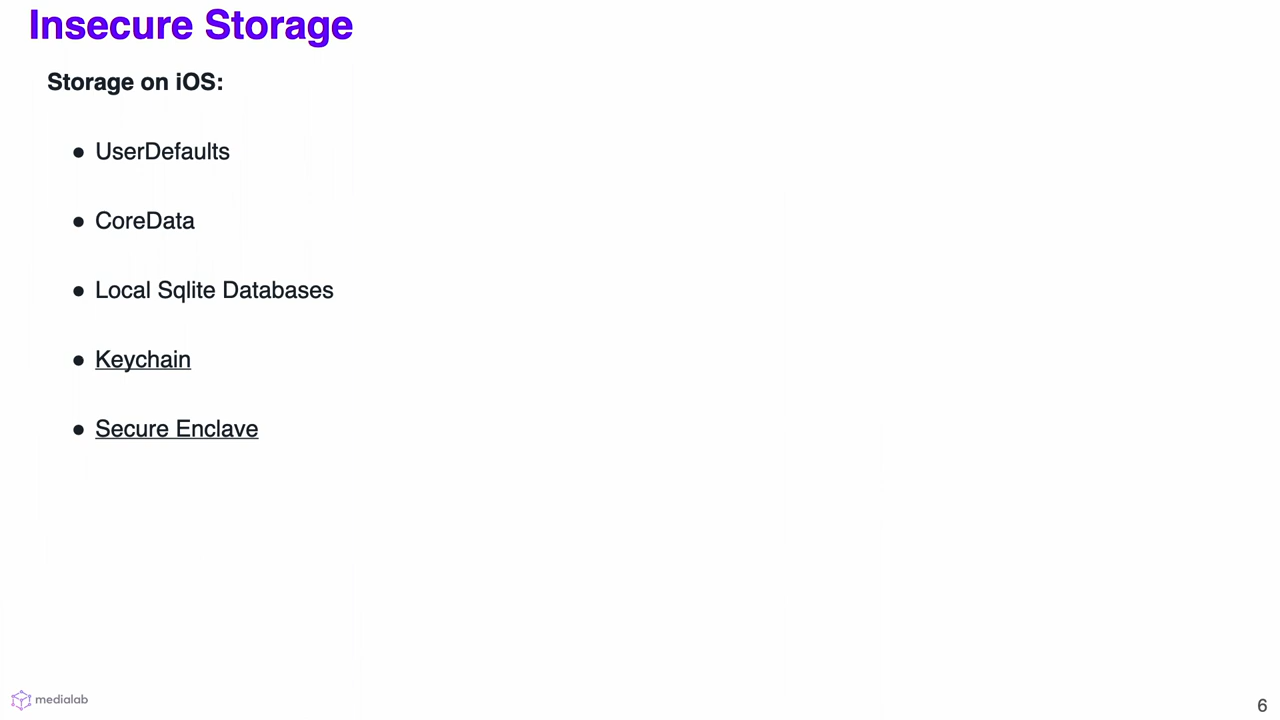 Insecure Storage
Storage on iOS:
● UserDefaults
● CoreData
● Local Sqlite Databases
● Keychain
● Secure Enclave
medialab
6